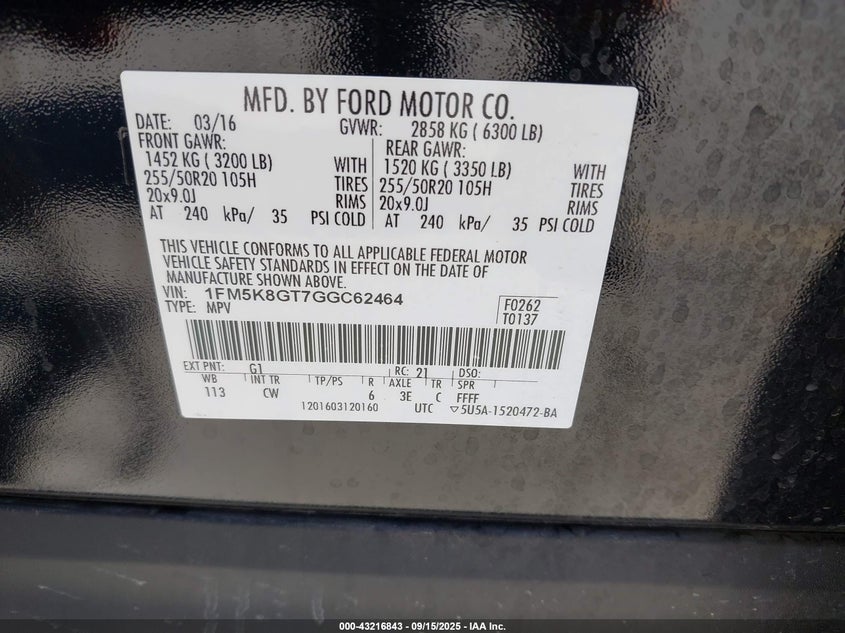 MFD. BY FORD MOTOR CO.
DATE: 03/16 GVWR: 2858 KG ( 6300 LB)
FRONT GAWR: REAR GAWR:
1452 KG ( 3200 LB) WITH 1520 KG ( 3350 LB) WITH
255/50R20 105H TIRES 255/50R20 105H TIRES
20x9.0J RIMS 20x9.0J RIMS
AT 240 kPa/ 35 PSI COLD AT 240 kPa/ 35 PSI COLD
THIS VEHICLE CONFORMS TO ALL APPLICABLE FEDERAL MOTOR
VEHICLE SAFETY STANDARDS IN EFFECT ON THE DATE OF
MANUFACTURE SHOWN ABOVE.
VIN: 1FM5K8GT7GGC62464 F0262
TYPE: MPV T0137
EXT PNT: G1 RC: 21 DSO:
WB INT TR TP/PS R AXLE TR SPR
113 CW 6 3E C FFFF
1201603120160 UTC ▽5U5A-1520472-BA
000-43216843 / 09/15/2025 - IAA Inc.